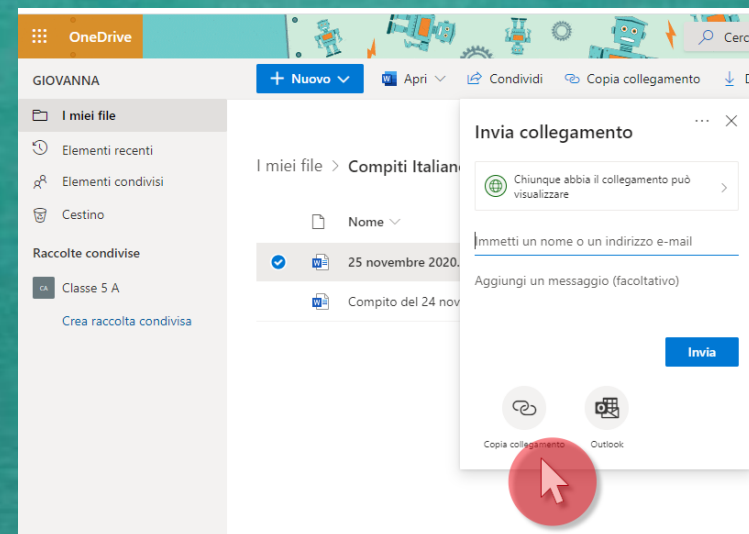 OneDrive
Cerc
GIOVANNA
+ Nuovo
Apri
Condividi
Copia collegamento
I miei file
Elementi recenti
Elementi condivisi
Cestino
Raccolte condivise
CA Classe 5 A
Crea raccolta condivisa
I miei file > Compiti Italian
Nome
25 novembre 2020.
Compito del 24 nov
Invia collegamento
Chiunque abbia il collegamento può
visualizzare
Immetti un nome o un indirizzo e-mail
Aggiungi un messaggio (facoltativo)
Invia
Copia collegamento
Outlook